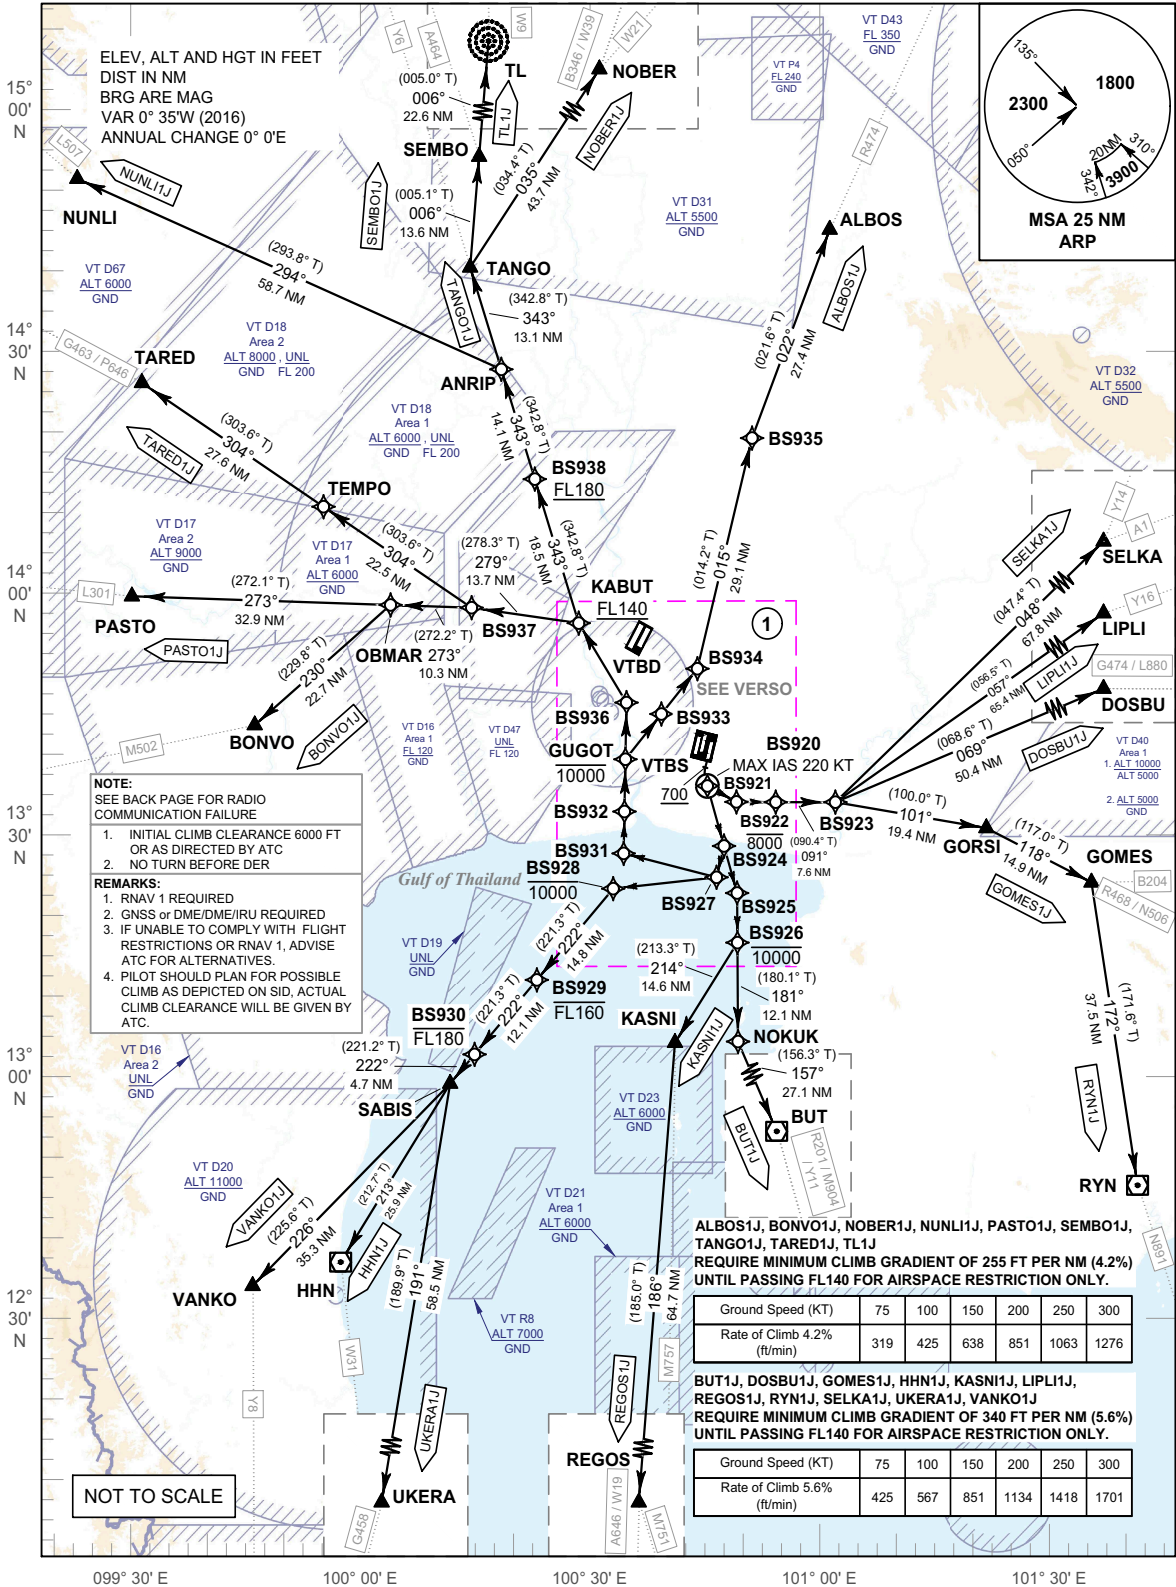 ELEV, ALT AND HGT IN FEET
DIST IN NM
BRG ARE MAG
VAR 0° 35'W (2016)
ANNUAL CHANGE 0° 0'E
15°
00'
N
14°
30'
N
14°
00'
N
13°
30'
N
13°
00'
N
12°
30'
N
Y6
A464
W9
B346 / W39
W21
TL
(005.0° T)
006°
22.6 NM
TL1J
NOBER
NOBER1J
(034.4° T)
035°
43.7 NM
SEMBO
SEMBO1J
(005.1° T)
006°
13.6 NM
TANGO
TANGO1J
(342.8° T)
343°
13.1 NM
L507
NUNLI1J
NUNLI
(293.8° T)
294°
58.7 NM
VT D43
FL 350
GND
VT P4
FL 240
GND
R474
VT D31
ALT 5500
GND
ALBOS
ALBOS1J
(021.6° T)
022°
27.4 NM
135°
1800
2300
050°
20NM
310°
342°
3900
MSA 25 NM
ARP
VT D67
ALT 6000
GND
VT D18
Area 2
ALT 8000 , UNL
GND FL 200
G463 / P646
TARED
ANRIP
(342.8° T)
343°
14.1 NM
VT D32
ALT 5500
GND
(303.6° T)
304°
27.6 NM
TARED1J
VT D18
Area 1
ALT 6000 , UNL
GND FL 200
BS935
BS938
FL180
TEMPO
(342.8° T)
343°
18.5 NM
(014.2° T)
015°
29.1 NM
Y14
A1
SELKA1J
SELKA
(047.4° T)
048°
67.8 NM
VT D17
Area 2
ALT 9000
GND
VT D17
Area 1
ALT 6000
GND
(303.6° T)
304°
22.5 NM
(278.3° T)
279°
13.7 NM
KABUT
FL140
L301
(272.1° T)
273°
32.9 NM
PASTO
PASTO1J
OBMAR
(272.2° T)
273°
10.3 NM
BS937
VTBD
1
BS934
SEE VERSO
Y16
LIPLI
(056.5° T)
057°
65.4 NM
LIPLI1J
G474 / L880
DOSBU
(068.6° T)
069°
50.4 NM
DOSBU1J
(229.8° T)
230°
22.7 NM
BONVO
M502
BONVO1J
VT D16
Area 1
FL 120
GND
VT D47
UNL
FL 120
BS936
BS933
GUGOT
10000
VTBS
BS920
MAX IAS 220 KT
700
BS921
BS922
8000
BS923
VT D40
Area 1
1. ALT 10000
ALT 5000
2. ALT 5000
GND
(100.0° T)
101°
19.4 NM
(090.4° T)
091°
7.6 NM
GORSI
(117.0° T)
118°
14.9 NM
GOMES
GOMES1J
B204
R468 / N506
BS932
BS931
BS924
BS928
10000
BS927
BS925
BS926
10000
Gulf of Thailand
NOTE:
SEE BACK PAGE FOR RADIO
COMMUNICATION FAILURE
1. INITIAL CLIMB CLEARANCE 6000 FT
OR AS DIRECTED BY ATC
2. NO TURN BEFORE DER
REMARKS:
1. RNAV 1 REQUIRED
2. GNSS or DME/DME/IRU REQUIRED
3. IF UNABLE TO COMPLY WITH FLIGHT
RESTRICTIONS OR RNAV 1, ADVISE
ATC FOR ALTERNATIVES.
4. PILOT SHOULD PLAN FOR POSSIBLE
CLIMB AS DEPICTED ON SID, ACTUAL
CLIMB CLEARANCE WILL BE GIVEN BY
ATC.
VT D19
UNL
GND
(221.3° T)
222°
14.8 NM
BS929
FL160
(221.3° T)
222°
12.1 NM
BS930
FL180
(221.2° T)
222°
4.7 NM
SABIS
(213.3° T)
214°
14.6 NM
(180.1° T)
181°
12.1 NM
KASNI
KASNI1J
NOKUK
(156.3° T)
157°
27.1 NM
BUT
BUT1J
R201 / M904
/ Y11
(171.6° T)
172°
37.5 NM
RYN1J
RYN
N891
VT D16
Area 2
UNL
GND
VT D23
ALT 6000
GND
VT D20
ALT 11000
GND
VT D21
Area 1
ALT 6000
GND
VANKO1J
(225.6° T)
226°
35.3 NM
VANKO
(212.7° T)
213°
25.9 NM
HHN1J
HHN
(189.9° T)
191°
58.5 NM
VT R8
ALT 7000
GND
(185.0° T)
186°
64.7 NM
W31
Y8
M757
UKERA1J
UKERA
G458
REGOS1J
REGOS
A646 / W19
M751
ALBOS1J, BONVO1J, NOBER1J, NUNLI1J, PASTO1J, SEMBO1J,
TANGO1J, TARED1J, TL1J
REQUIRE MINIMUM CLIMB GRADIENT OF 255 FT PER NM (4.2%)
UNTIL PASSING FL140 FOR AIRSPACE RESTRICTION ONLY.
Ground Speed (KT) 75 100 150 200 250 300
Rate of Climb 4.2%
(ft/min) 319 425 638 851 1063 1276
BUT1J, DOSBU1J, GOMES1J, HHN1J, KASNI1J, LIPLI1J,
REGOS1J, RYN1J, SELKA1J, UKERA1J, VANKO1J
REQUIRE MINIMUM CLIMB GRADIENT OF 340 FT PER NM (5.6%)
UNTIL PASSING FL140 FOR AIRSPACE RESTRICTION ONLY.
Ground Speed (KT) 75 100 150 200 250 300
Rate of Climb 5.6%
(ft/min) 425 567 851 1134 1418 1701
NOT TO SCALE
099° 30' E
100° 00' E
100° 30' E
101° 00' E
101° 30' E